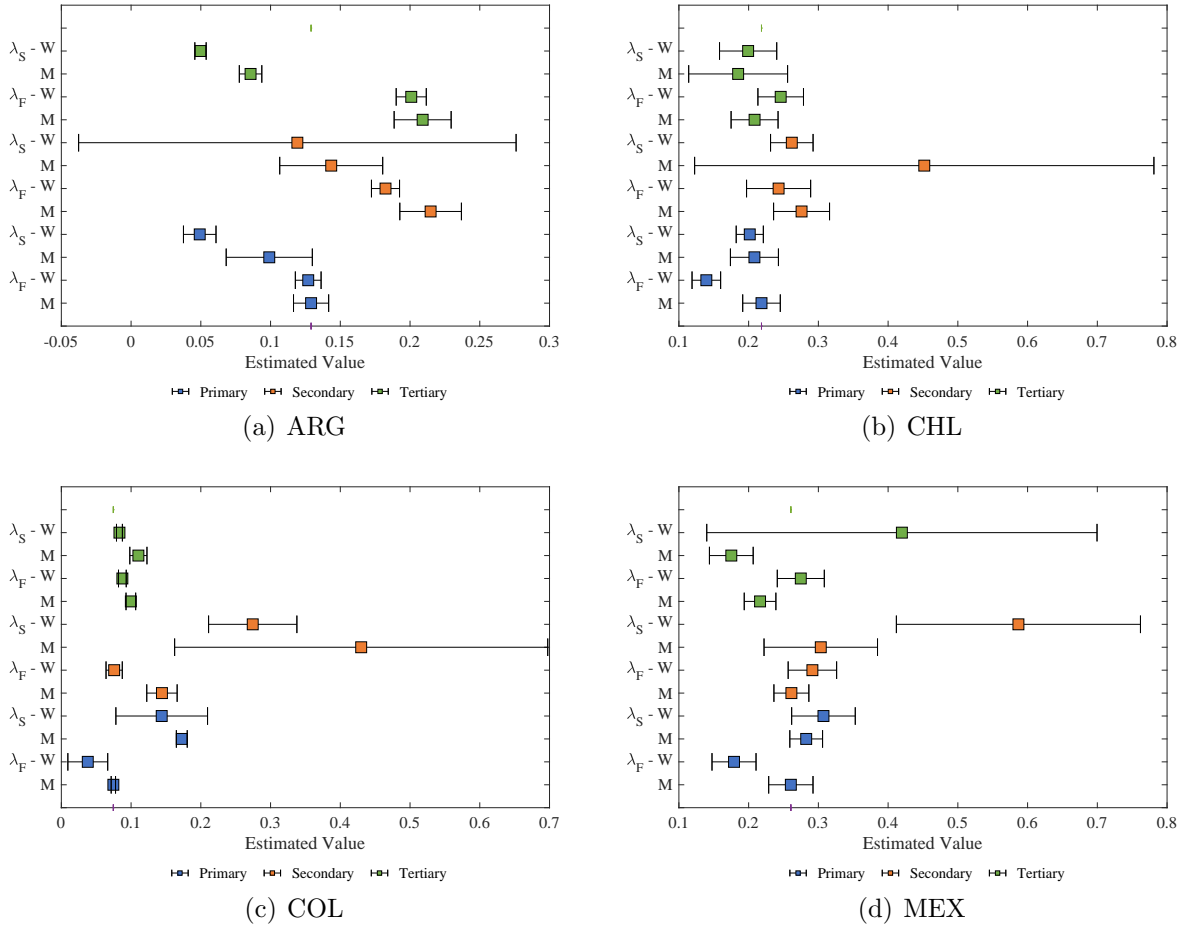 λS - W
M
λF - W
M
λS - W
M
λF - W
M
λS - W
M
λF - W
M
-0.05 0 0.05 0.1 0.15 0.2 0.25 0.3
Estimated Value
Primary Secondary Tertiary
(a) ARG
λS - W
M
λF - W
M
λS - W
M
λF - W
M
λS - W
M
λF - W
M
0.1 0.2 0.3 0.4 0.5 0.6 0.7 0.8
Estimated Value
Primary Secondary Tertiary
(b) CHL
λS - W
M
λF - W
M
λS - W
M
λF - W
M
λS - W
M
λF - W
M
0 0.1 0.2 0.3 0.4 0.5 0.6 0.7
Estimated Value
Primary Secondary Tertiary
(c) COL
λS - W
M
λF - W
M
λS - W
M
λF - W
M
λS - W
M
λF - W
M
0.1 0.2 0.3 0.4 0.5 0.6 0.7 0.8
Estimated Value
Primary Secondary Tertiary
(d) MEX